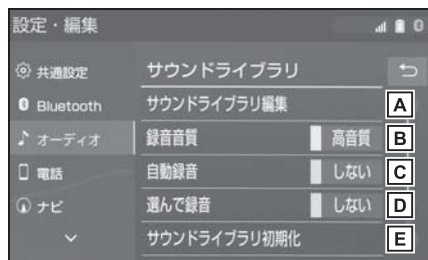 設定・編集
0
共通設定
サウンドライブラリ
Bluetooth
サウンドライブラリ編集
A
オーディオ
録音音質
高音質
B
電話
自動録音
しない
C
ナビ
選んで録音
しない
D
サウンドライブラリ初期化
E